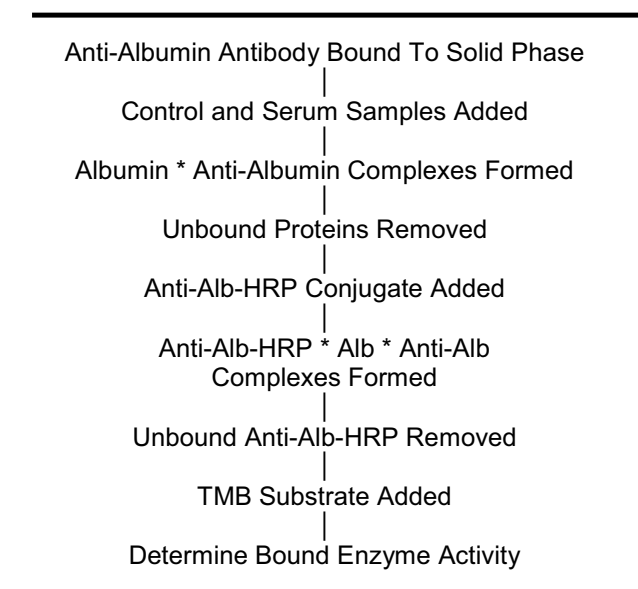 Anti-Albumin Antibody Bound To Solid Phase
Control and Serum Samples Added
Albumin * Anti-Albumin Complexes Formed
Unbound Proteins Removed
Anti-Alb-HRP Conjugate Added
Anti-Alb-HRP * Alb * Anti-Alb
Complexes Formed
Unbound Anti-Alb-HRP Removed
TMB Substrate Added
Determine Bound Enzyme Activity